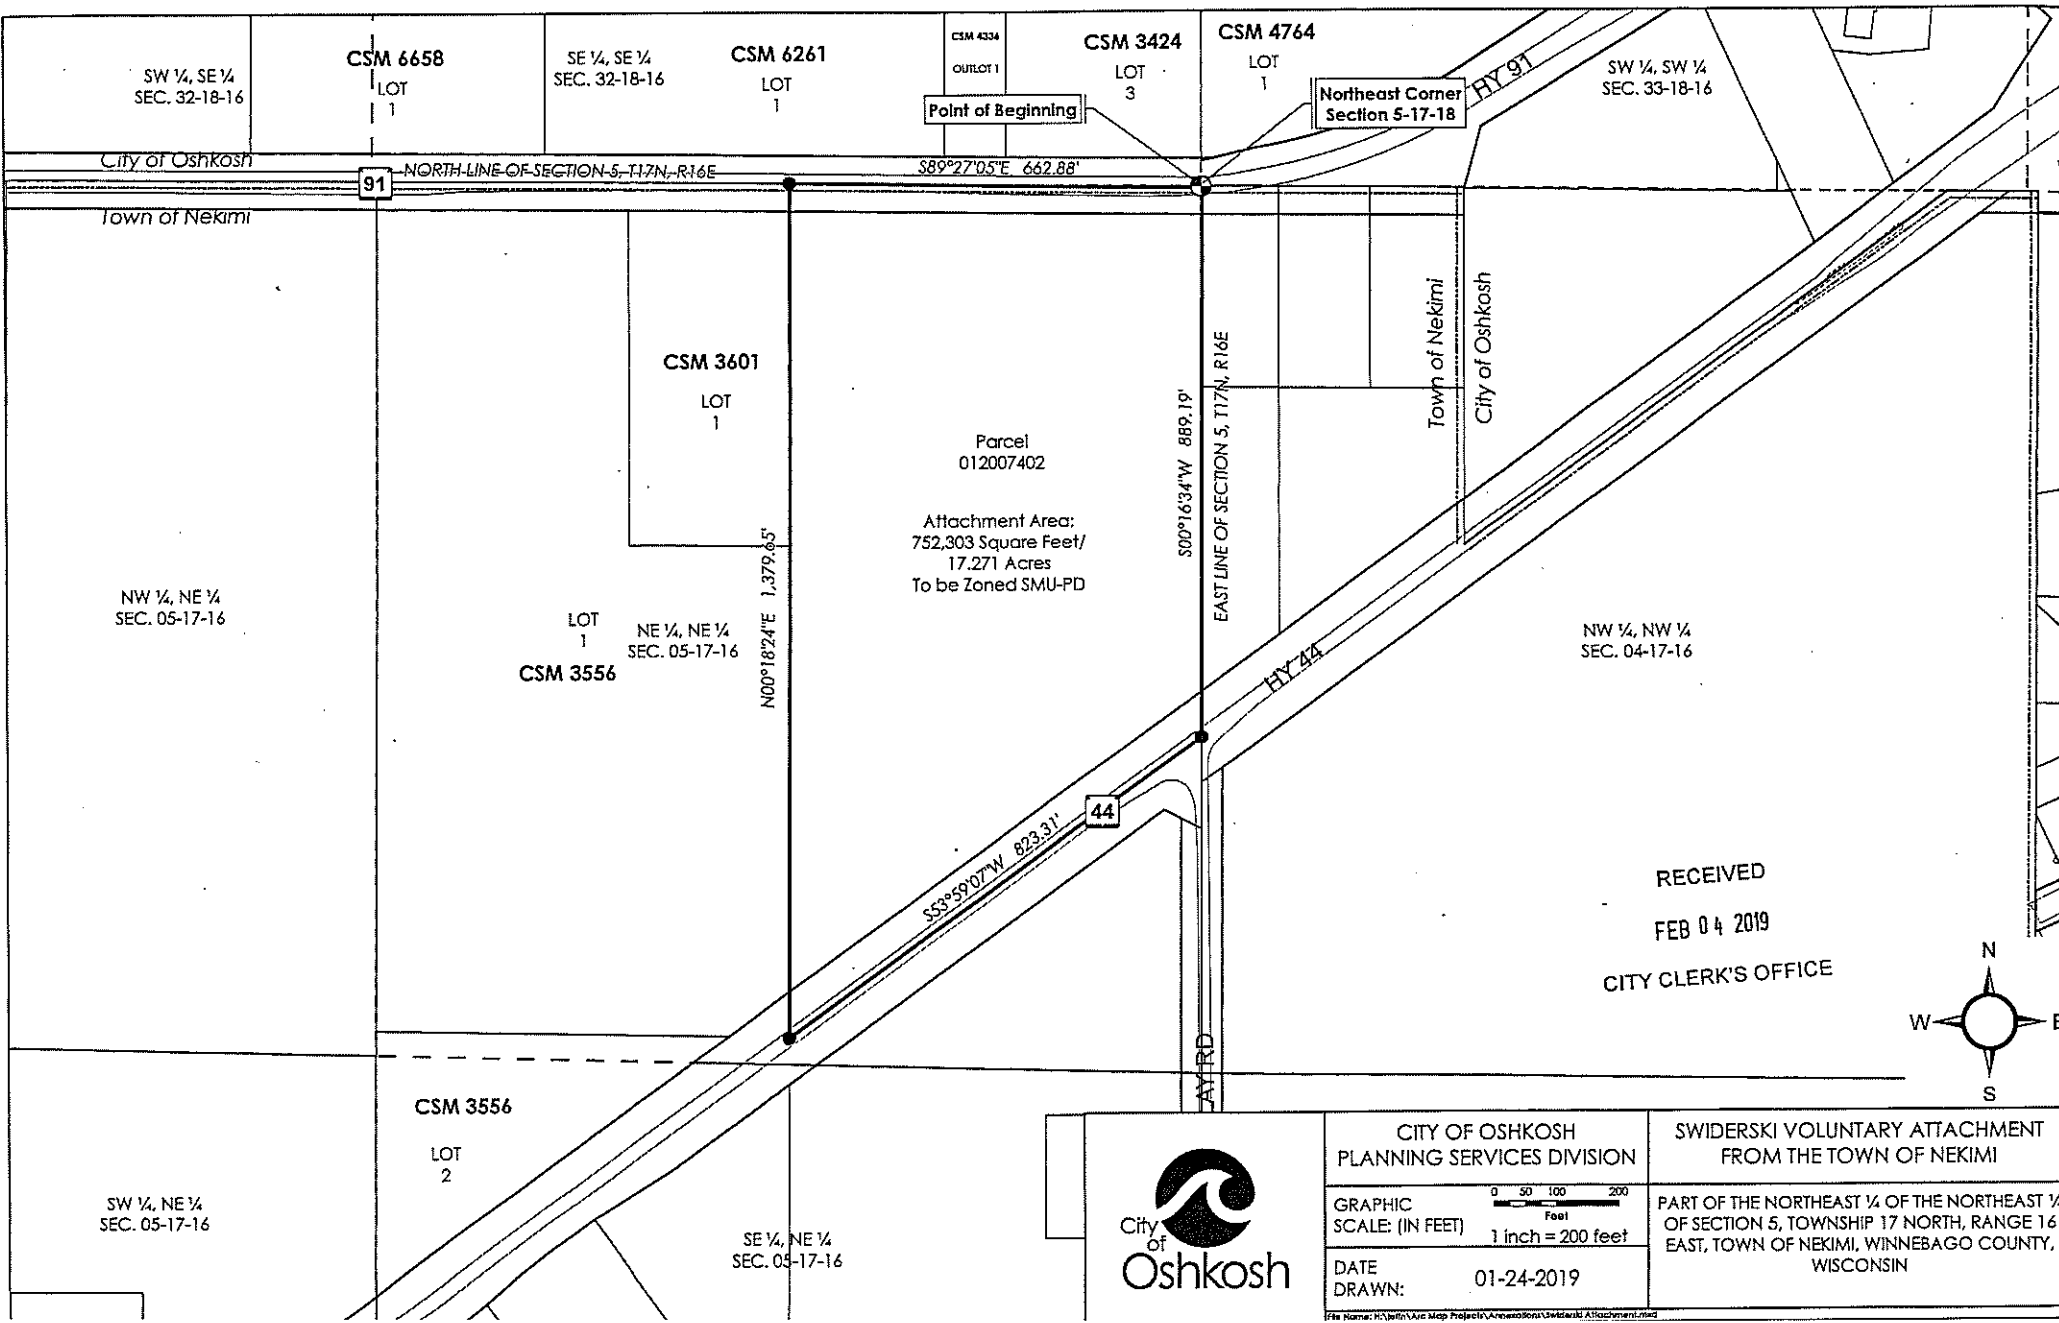 SW ¼, SE ¼
SEC. 32-18-16
CSM 6658
LOT
1
SE ¼, SE ¼
SEC. 32-18-16
CSM 6261
LOT
1
CSM 4334
OUTLOT 1
CSM 3424
LOT
3
CSM 4764
LOT
1
HY 91
SW ¼, SW ¼
SEC. 33-18-16
Point of Beginning
Northeast Corner
Section 5-17-18
City of Oshkosh
91
NORTH LINE OF SECTION 5, T17N, R16E
S89°27'05"E 662.88'
Town of Nekimi
CSM 3601
LOT
1
Parcel
012007402
Attachment Area:
752,303 Square Feet/
17.271 Acres
To be Zoned SMU-PD
N00°18'24"E 1,379.65'
S00°16'34"W 889.19'
EAST LINE OF SECTION 5, T17N, R16E
Town of Nekimi
City of Oshkosh
NW ¼, NE ¼
SEC. 05-17-16
LOT
1
CSM 3556
NE ¼, NE ¼
SEC. 05-17-16
HY 44
NW ¼, NW ¼
SEC. 04-17-16
44
S53°59'07"W 823.31'
RECEIVED
FEB 04 2019
CITY CLERK'S OFFICE
N
W
E
S
AY RD
CSM 3556
LOT
2
SW ¼, NE ¼
SEC. 05-17-16
SE ¼, NE ¼
SEC. 05-17-16
City
of
Oshkosh
CITY OF OSHKOSH
PLANNING SERVICES DIVISION
GRAPHIC
SCALE: (IN FEET)
0 50 100 200
Feet
1 inch = 200 feet
DATE
DRAWN:
01-24-2019
SWIDERSKI VOLUNTARY ATTACHMENT
FROM THE TOWN OF NEKIMI
PART OF THE NORTHEAST ¼ OF THE NORTHEAST ¼
OF SECTION 5, TOWNSHIP 17 NORTH, RANGE 16
EAST, TOWN OF NEKIMI, WINNEBAGO COUNTY,
WISCONSIN